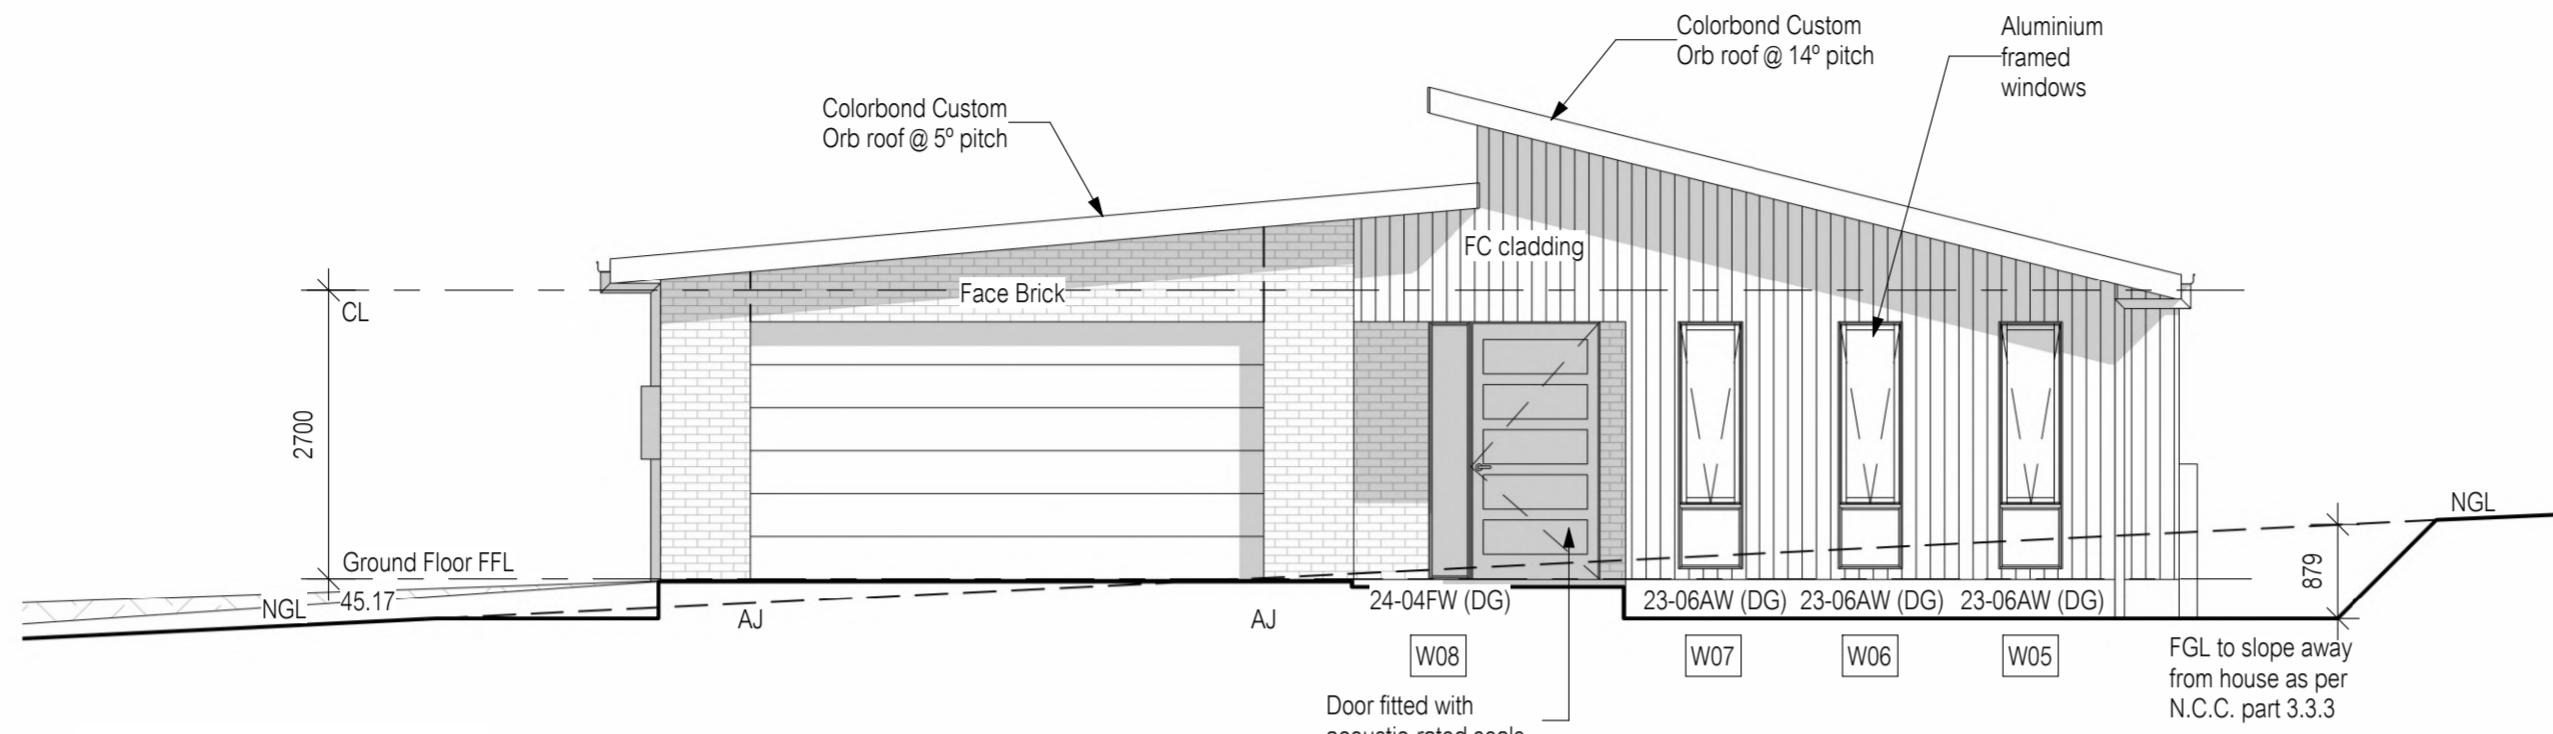 Colorbond Custom
Orb roof @ 14º pitch
Aluminium
framed
windows
Colorbond Custom
Orb roof @ 5º pitch
FC cladding
Face Brick
CL
2700
Ground Floor FFL
45.17
NGL
NGL
879
AJ
AJ
24-04FW (DG)
23-06AW (DG)
23-06AW (DG)
23-06AW (DG)
W08
W07
W06
W05
FGL to slope away
from house as per
N.C.C. part 3.3.3
Door fitted with
acoustic rated seals